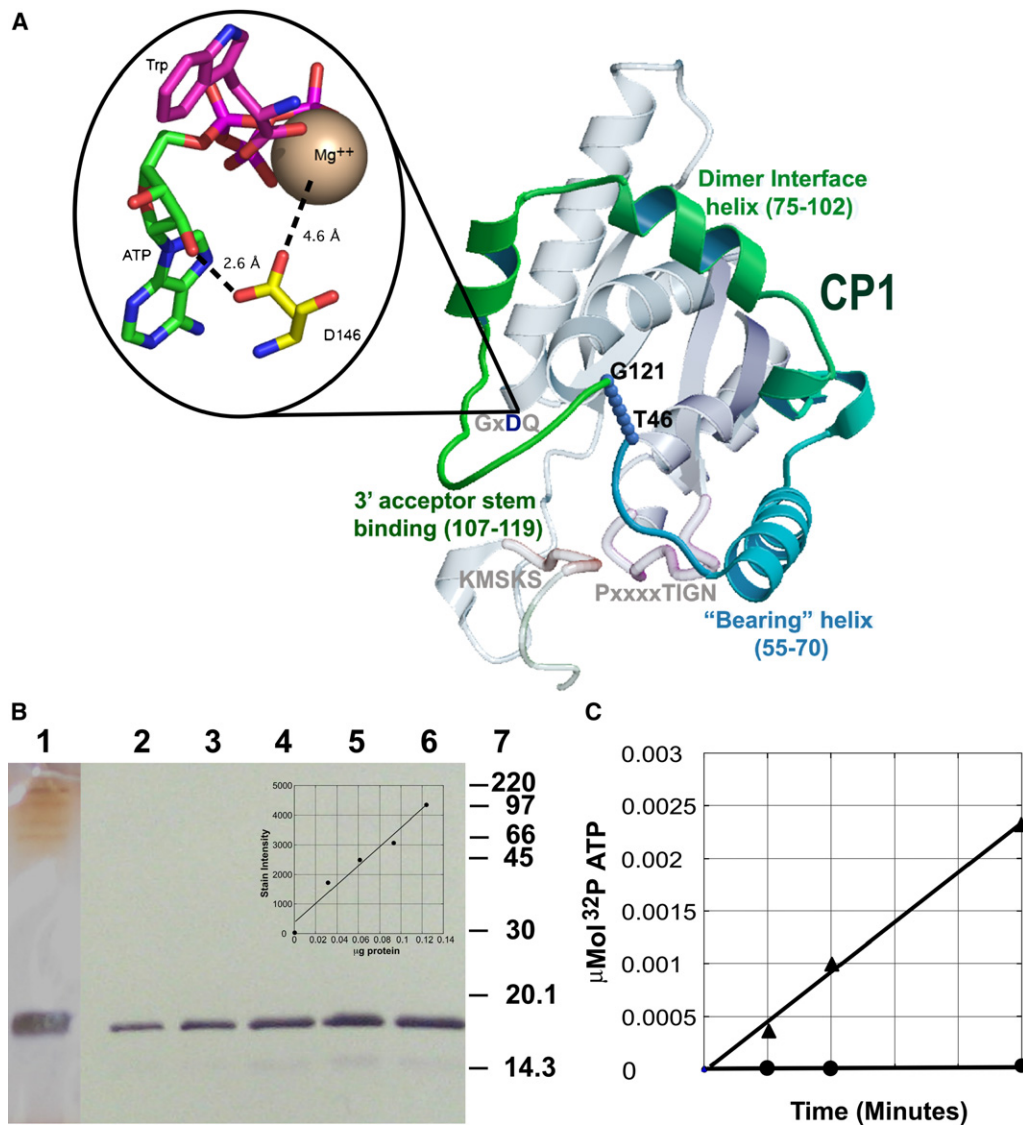 A
Trp
Mg++
4.6 Å
ATP
2.6 Å
D146
Dimer Interface
helix (75-102)
CP1
G121
T46
GxDQ
3' acceptor stem
binding (107-119)
KMSKS
PxxxxTIGN
“Bearing” helix
(55-70)
B
1 2 3 4 5 6 7
5000
4000
3000
2000
1000
0
Stain Intensity
0 0.02 0.04 0.06 0.08 0.1 0.12 0.14
µg protein
220
97
66
45
30
20.1
14.3
C
0.003
0.0025
0.002
0.0015
0.001
0.0005
0
µMol 32P ATP
Time (Minutes)